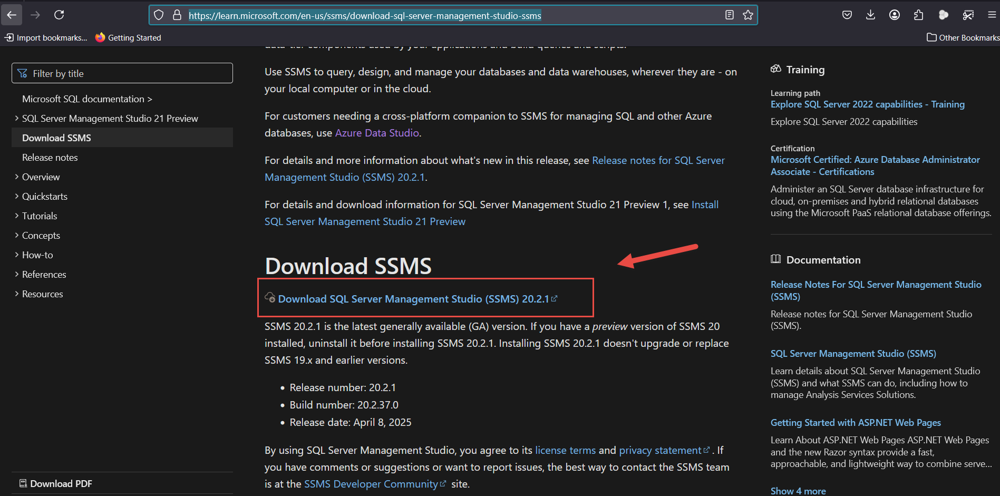 https://learn.microsoft.com/en-us/ssms/download-sql-server-management-studio-ssms
Import bookmarks...
Getting Started
Other Bookmarks
Filter by title
Microsoft SQL documentation >
SQL Server Management Studio 21 Preview
Download SSMS
Release notes
Overview
Quickstarts
Tutorials
Concepts
How-to
References
Resources
Download PDF
data-tier components used by your applications and build queries and scripts.
Use SSMS to query, design, and manage your databases and data warehouses, wherever they are - on
your local computer or in the cloud.
For customers needing a cross-platform companion to SSMS for managing SQL and other Azure
databases, use Azure Data Studio.
For details and more information about what's new in this release, see Release notes for SQL Server
Management Studio (SSMS) 20.2.1.
For details and download information for SQL Server Management Studio 21 Preview 1, see Install
SQL Server Management Studio 21 Preview
Download SSMS
Download SQL Server Management Studio (SSMS) 20.2.1
SSMS 20.2.1 is the latest generally available (GA) version. If you have a preview version of SSMS 20
installed, uninstall it before installing SSMS 20.2.1. Installing SSMS 20.2.1 doesn't upgrade or replace
SSMS 19.x and earlier versions.
• Release number: 20.2.1
• Build number: 20.2.37.0
• Release date: April 8, 2025
By using SQL Server Management Studio, you agree to its license terms and privacy statement. If
you have comments or suggestions or want to report issues, the best way to contact the SSMS team
is at the SSMS Developer Community site.
Training
Learning path
Explore SQL Server 2022 capabilities - Training
Explore SQL Server 2022 capabilities
Certification
Microsoft Certified: Azure Database Administrator
Associate - Certifications
Administer an SQL Server database infrastructure for
cloud, on-premises and hybrid relational databases
using the Microsoft PaaS relational database offerings.
Documentation
Release Notes For SQL Server Management Studio
(SSMS)
Release notes for SQL Server Management Studio
(SSMS).
SQL Server Management Studio (SSMS)
Learn details about SQL Server Management Studio
(SSMS) and what SSMS can do, including how to
manage Analysis Services Solutions.
Getting Started with ASP.NET Web Pages
Learn About ASP.NET Web Pages ASP.NET Web Pages
and the new Razor syntax provide a fast,
approachable, and lightweight way to combine serve...
Show 4 more